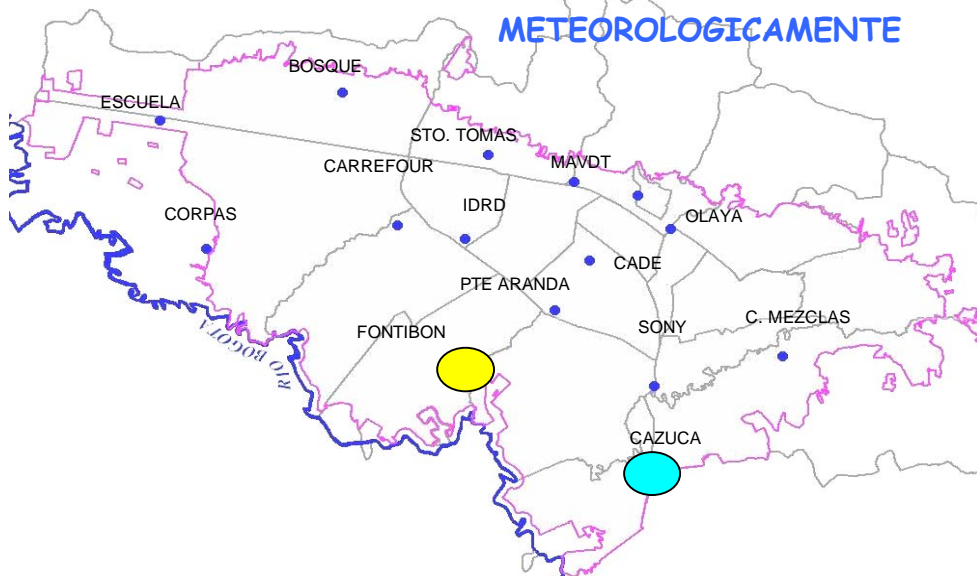 METEOROLOGICAMENTE
BOSQUE
ESCUELA
STO. TOMAS
CARREFOUR
MAVDT
IDRD
CORPAS
OLAYA
CADE
PTE ARANDA
FONTIBON
SONY
C. MEZCLAS
RIO BOGOTA
CAZUCA